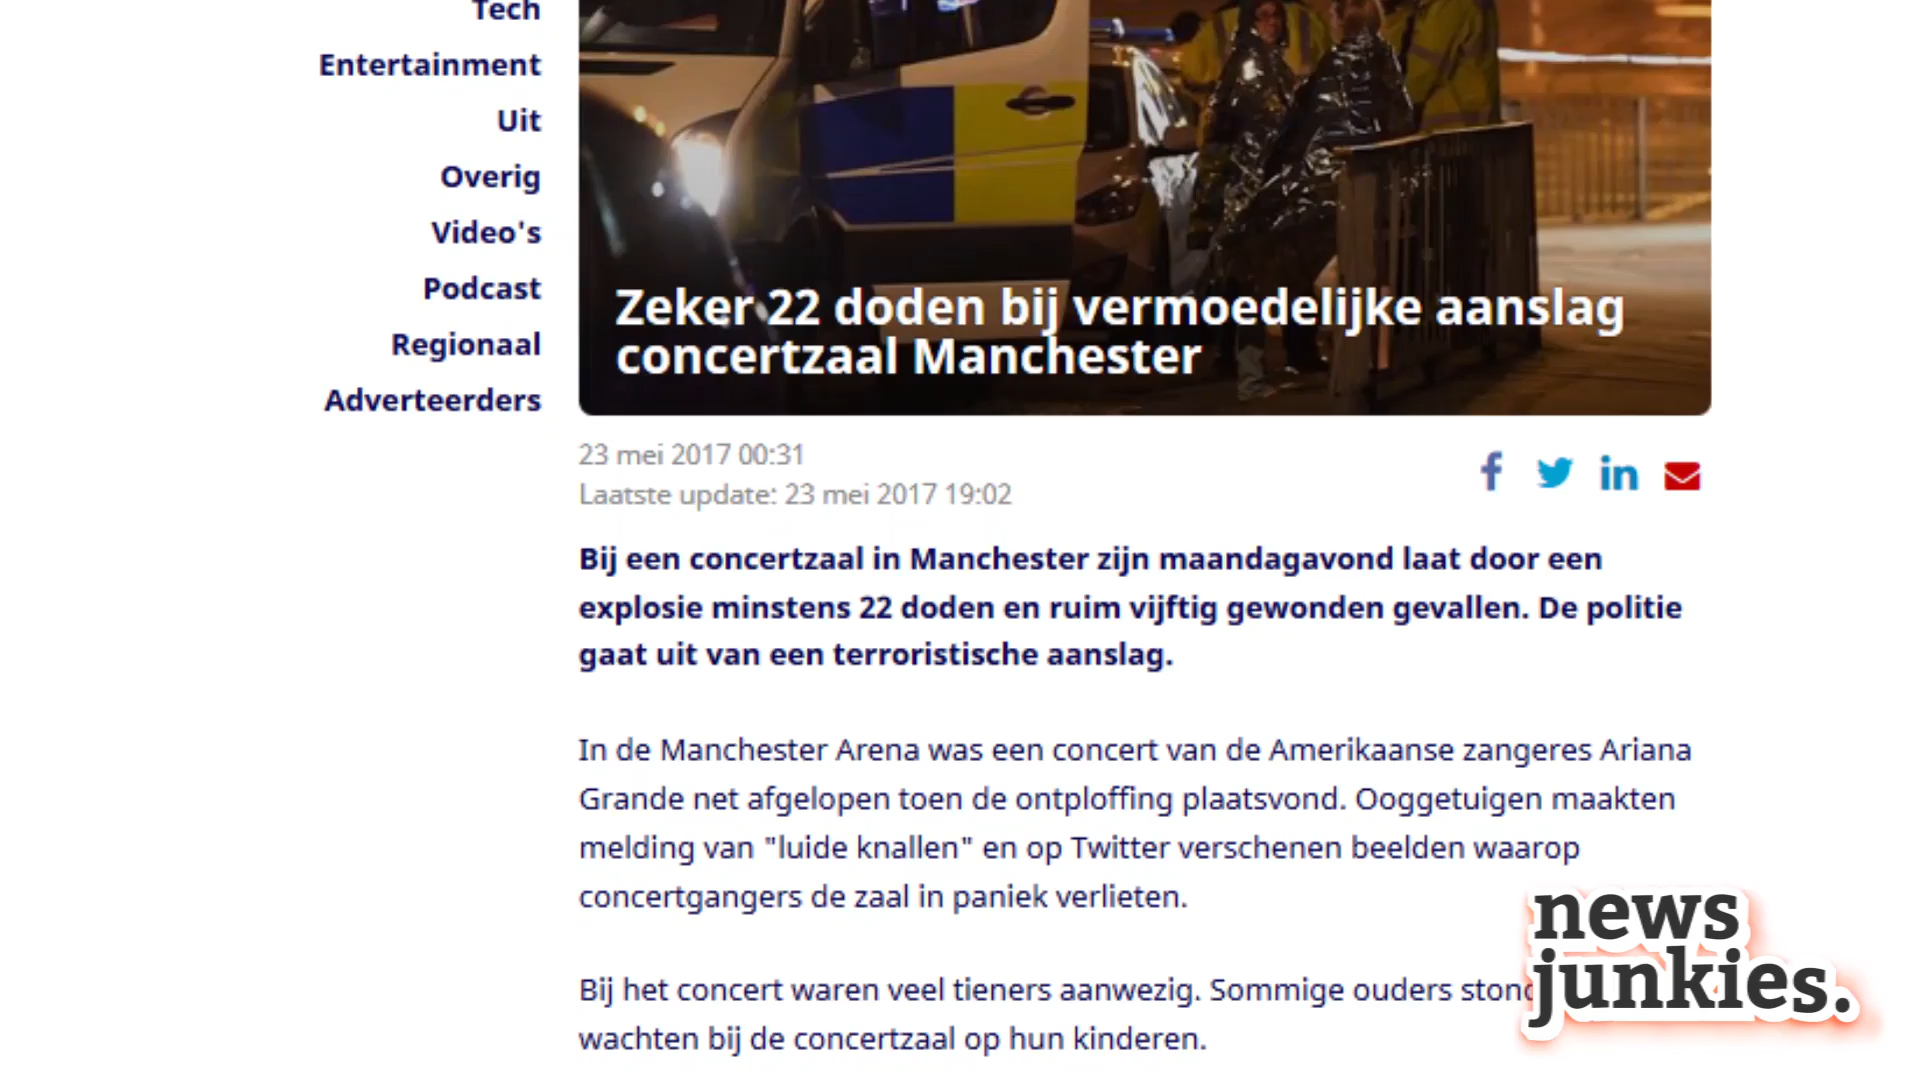 Tech
Entertainment
Uit
Overig
Video's
Podcast
Regionaal
Adverteerders
Zeker 22 doden bij vermoedelijke aanslag
concertzaal Manchester
23 mei 2017 00:31
Laatste update: 23 mei 2017 19:02
Bij een concertzaal in Manchester zijn maandagavond laat door een
explosie minstens 22 doden en ruim vijftig gewonden gevallen. De politie
gaat uit van een terroristische aanslag.
In de Manchester Arena was een concert van de Amerikaanse zangeres Ariana
Grande net afgelopen toen de ontploffing plaatsvond. Ooggetuigen maakten
melding van "luide knallen" en op Twitter verschenen beelden waarop
concertgangers de zaal in paniek verlieten.
Bij het concert waren veel tieners aanwezig. Sommige ouders
wachten bij de concertzaal op hun kinderen.
news
junkies.